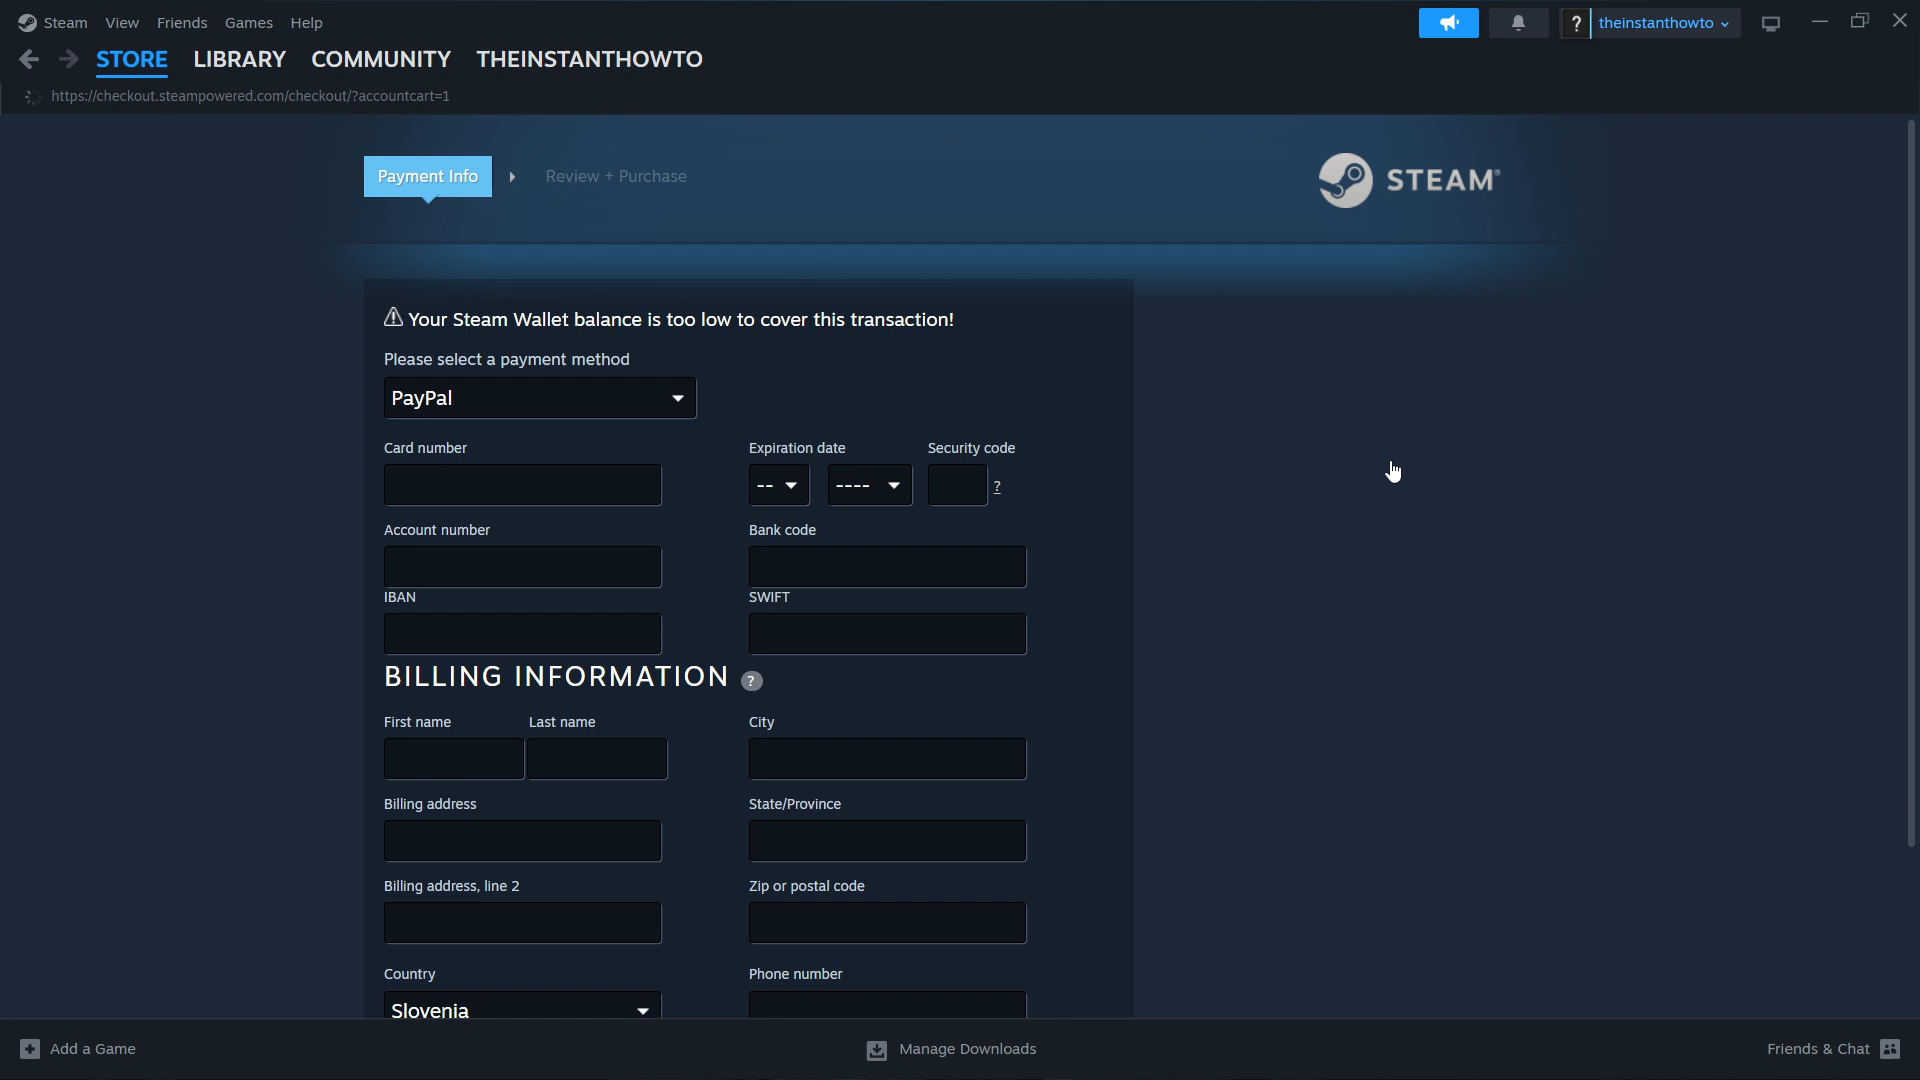 Steam View Friends Games Help
? theinstanthowto
STORE LIBRARY COMMUNITY THEINSTANTHOWTO
https://checkout.steampowered.com/checkout/?accountcart=1
Payment Info Review + Purchase
STEAM®
Your Steam Wallet balance is too low to cover this transaction!
Please select a payment method
PayPal
Card number Expiration date Security code
-- ---- ?
Account number Bank code
IBAN SWIFT
BILLING INFORMATION ?
First name Last name City
Billing address State/Province
Billing address, line 2 Zip or postal code
Country Phone number
Slovenia
Add a Game Manage Downloads Friends & Chat